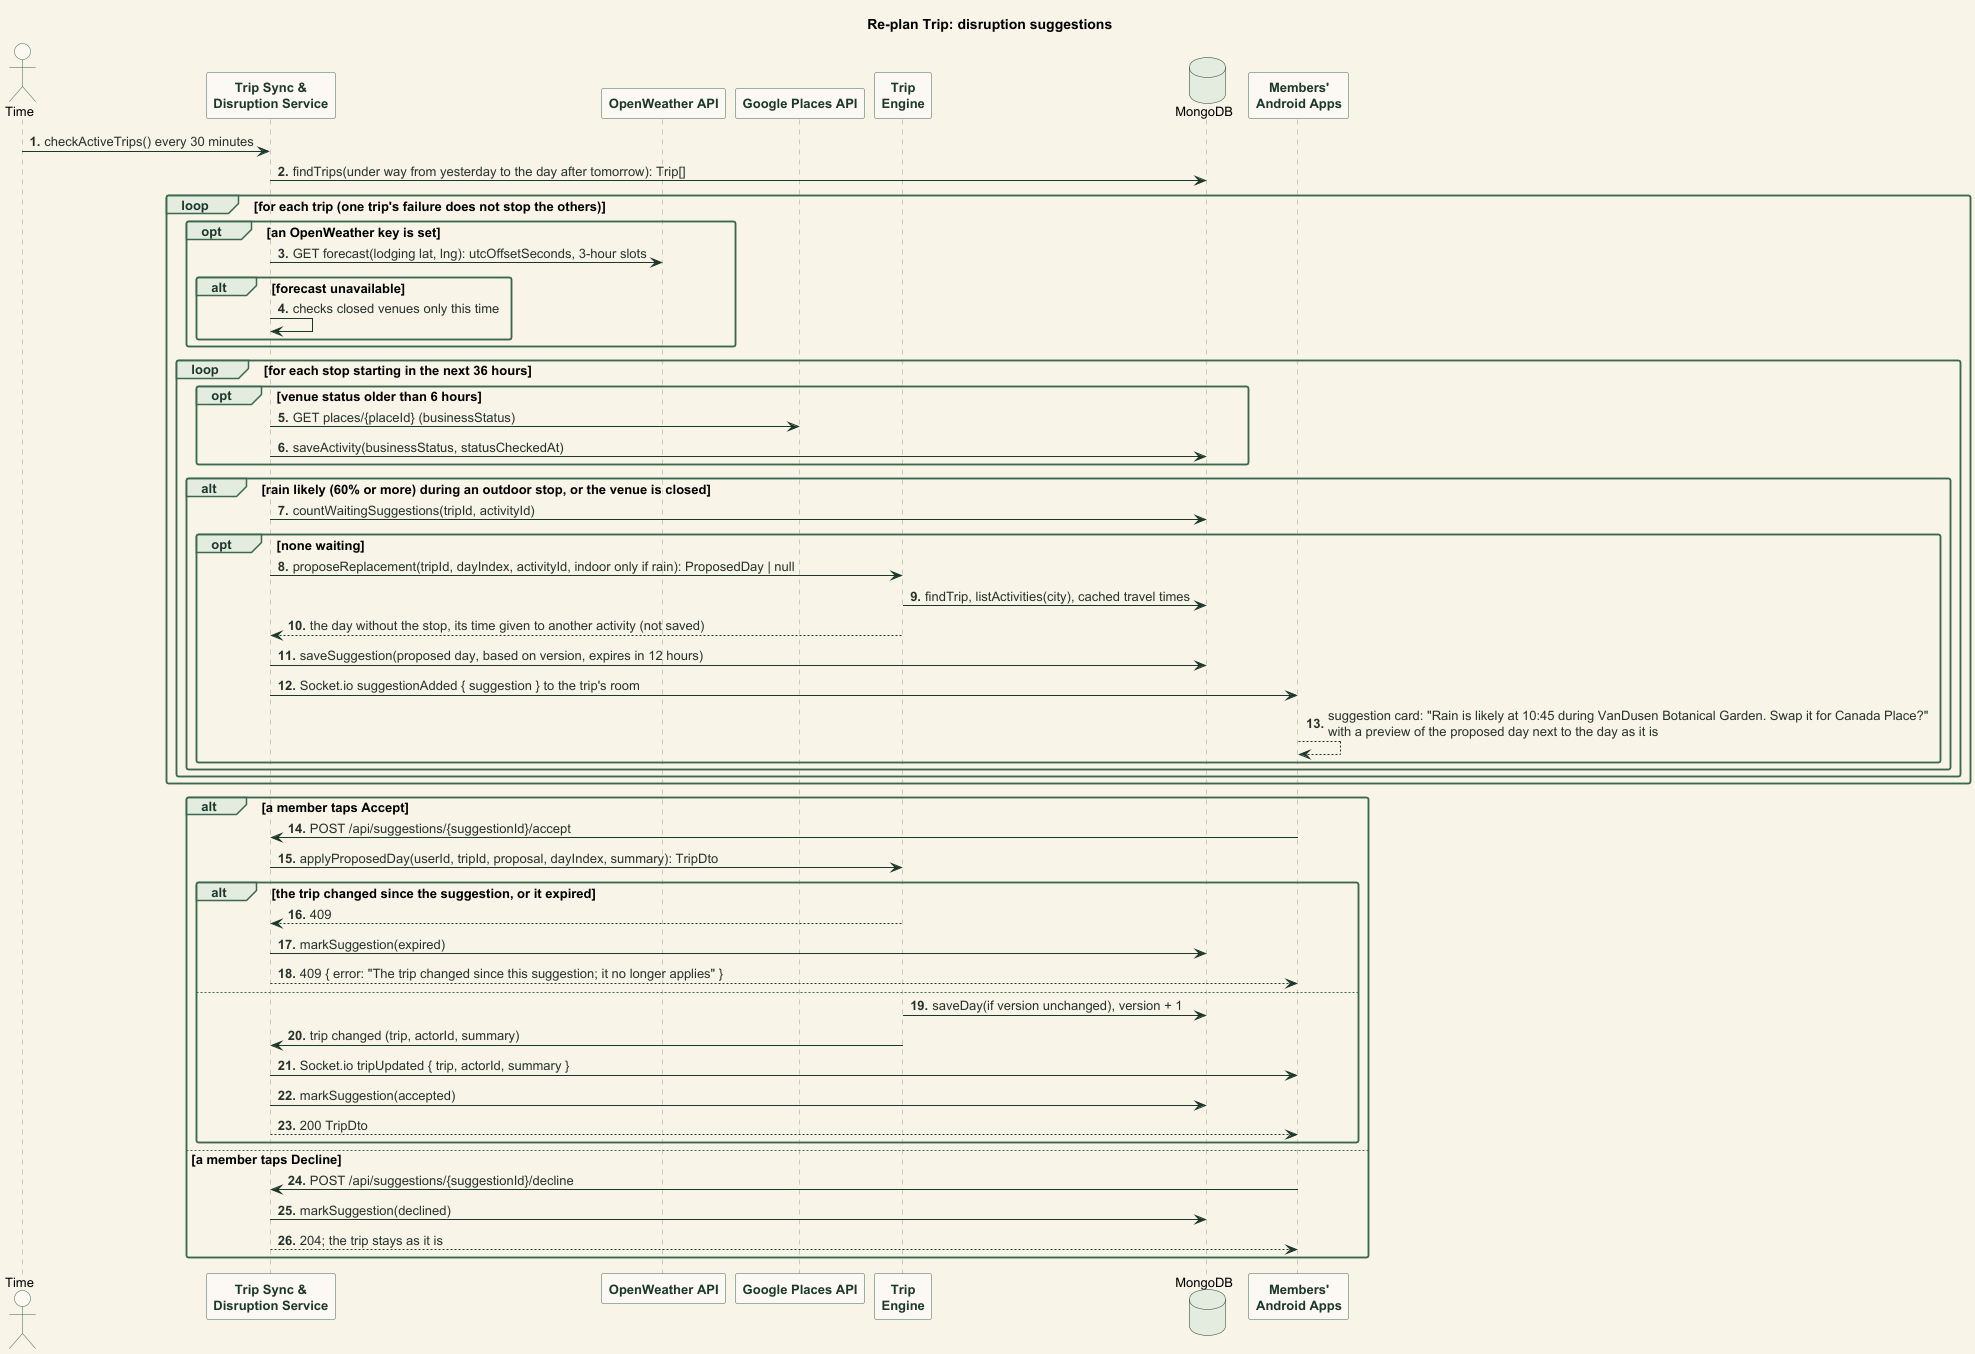 Re-plan Trip: disruption suggestions
Time
Trip Sync &
Disruption Service
OpenWeather API
Google Places API
Trip
Engine
MongoDB
Members'
Android Apps
1. checkActiveTrips() every 30 minutes
2. findTrips(under way from yesterday to the day after tomorrow): Trip[]
loop [for each trip (one trip's failure does not stop the others)]
opt [an OpenWeather key is set]
3. GET forecast(lodging lat, lng): utcOffsetSeconds, 3-hour slots
alt [forecast unavailable]
4. checks closed venues only this time
loop [for each stop starting in the next 36 hours]
opt [venue status older than 6 hours]
5. GET places/{placeId} (businessStatus)
6. saveActivity(businessStatus, statusCheckedAt)
alt [rain likely (60% or more) during an outdoor stop, or the venue is closed]
7. countWaitingSuggestions(tripId, activityId)
opt [none waiting]
8. proposeReplacement(tripId, dayIndex, activityId, indoor only if rain): ProposedDay | null
9. findTrip, listActivities(city), cached travel times
10. the day without the stop, its time given to another activity (not saved)
11. saveSuggestion(proposed day, based on version, expires in 12 hours)
12. Socket.io suggestionAdded { suggestion } to the trip's room
13. suggestion card: "Rain is likely at 10:45 during VanDusen Botanical Garden. Swap it for Canada Place?"
with a preview of the proposed day next to the day as it is
alt [a member taps Accept]
14. POST /api/suggestions/{suggestionId}/accept
15. applyProposedDay(userId, tripId, proposal, dayIndex, summary): TripDto
alt [the trip changed since the suggestion, or it expired]
16. 409
17. markSuggestion(expired)
18. 409 { error: "The trip changed since this suggestion; it no longer applies" }
19. saveDay(if version unchanged), version + 1
20. trip changed (trip, actorId, summary)
21. Socket.io tripUpdated { trip, actorId, summary }
22. markSuggestion(accepted)
23. 200 TripDto
[a member taps Decline]
24. POST /api/suggestions/{suggestionId}/decline
25. markSuggestion(declined)
26. 204; the trip stays as it is
Time
Trip Sync &
Disruption Service
OpenWeather API
Google Places API
Trip
Engine
MongoDB
Members'
Android Apps